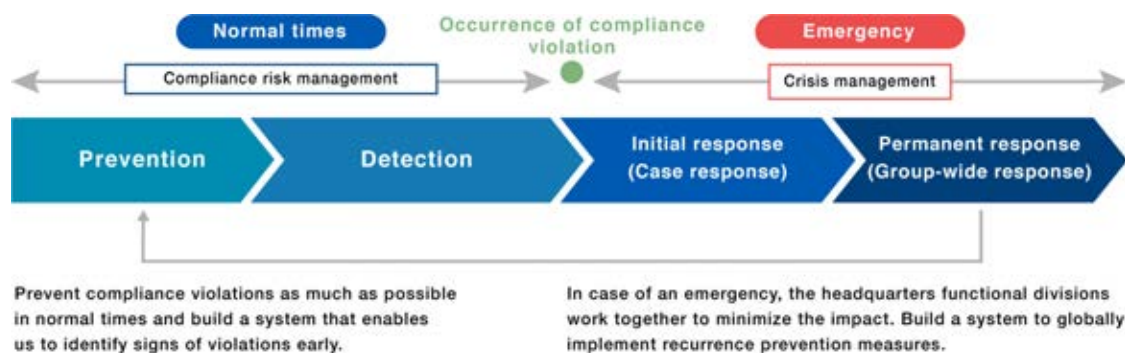 Normal times
Occurrence of compliance
violation
Emergency
Compliance risk management
Crisis management
Prevention
Detection
Initial response
(Case response)
Permanent response
(Group-wide response)
Prevent compliance violations as much as possible
in normal times and build a system that enables
us to identify signs of violations early.
In case of an emergency, the headquarters functional divisions
work together to minimize the impact. Build a system to globally
implement recurrence prevention measures.